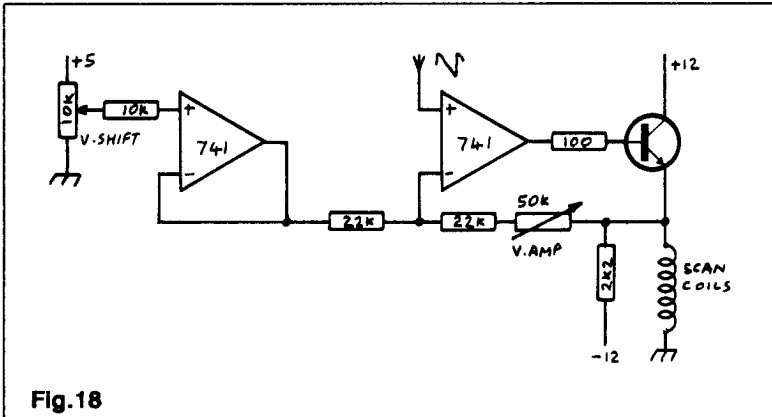 +5
10K
10K
V.SHIFT
+
741
-
22K
+
741
-
22K
50K
V.AMP
100
+12
2K2
-12
SCAN
COILS
Fig.18